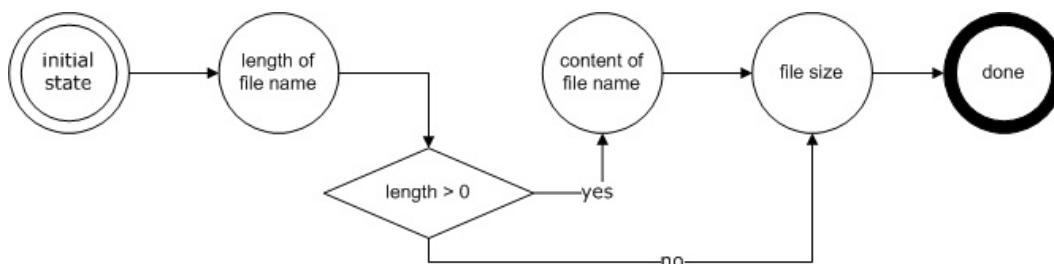 initial
state
length of
file name
content of
file name
file size
done
length > 0
yes
no